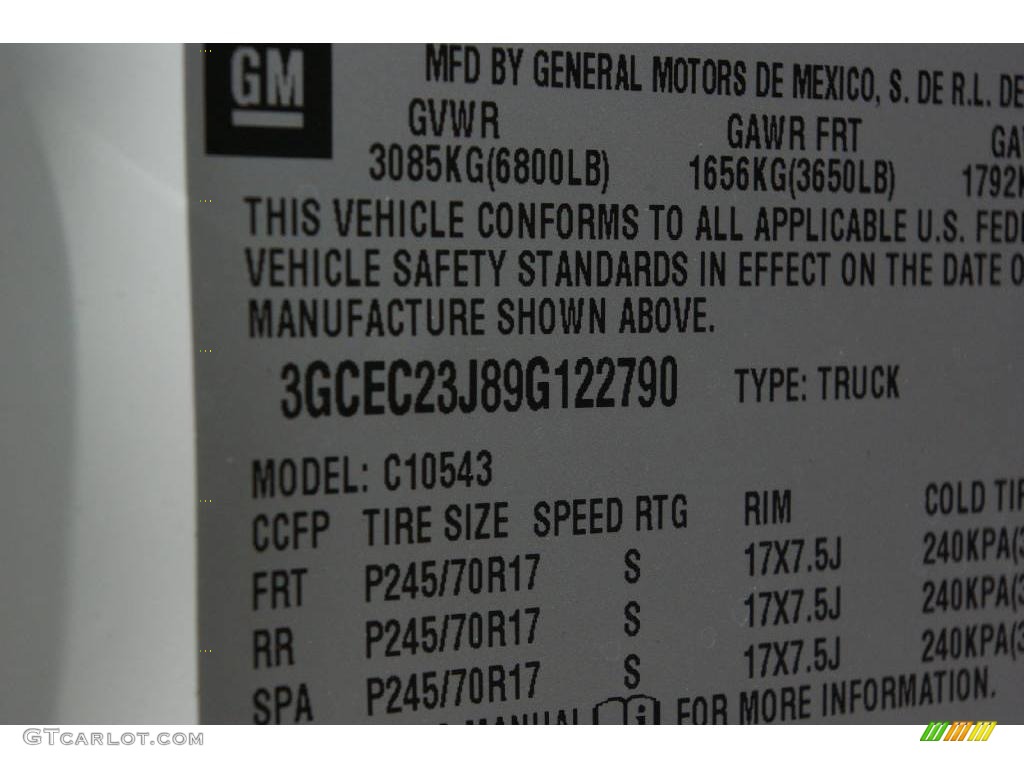 GM
MFD BY GENERAL MOTORS DE MEXICO, S. DE R.L. DE
GVWR GAWR FRT
3085KG(6800LB) 1656KG(3650LB) 1792
THIS VEHICLE CONFORMS TO ALL APPLICABLE U.S.
VEHICLE SAFETY STANDARDS IN EFFECT ON THE DATE
MANUFACTURE SHOWN ABOVE.
3GCEC23J89G122790 TYPE: TRUCK
MODEL: C10543
CCFP TIRE SIZE SPEED RTG RIM COLD
FRT P245/70R17 S 17X7.5J 240KPA(
RR P245/70R17 S 17X7.5J 240KPA(
SPA P245/70R17 S 17X7.5J 240KPA(
MANUAL FOR MORE INFORMATION.
GTCARLOT.COM